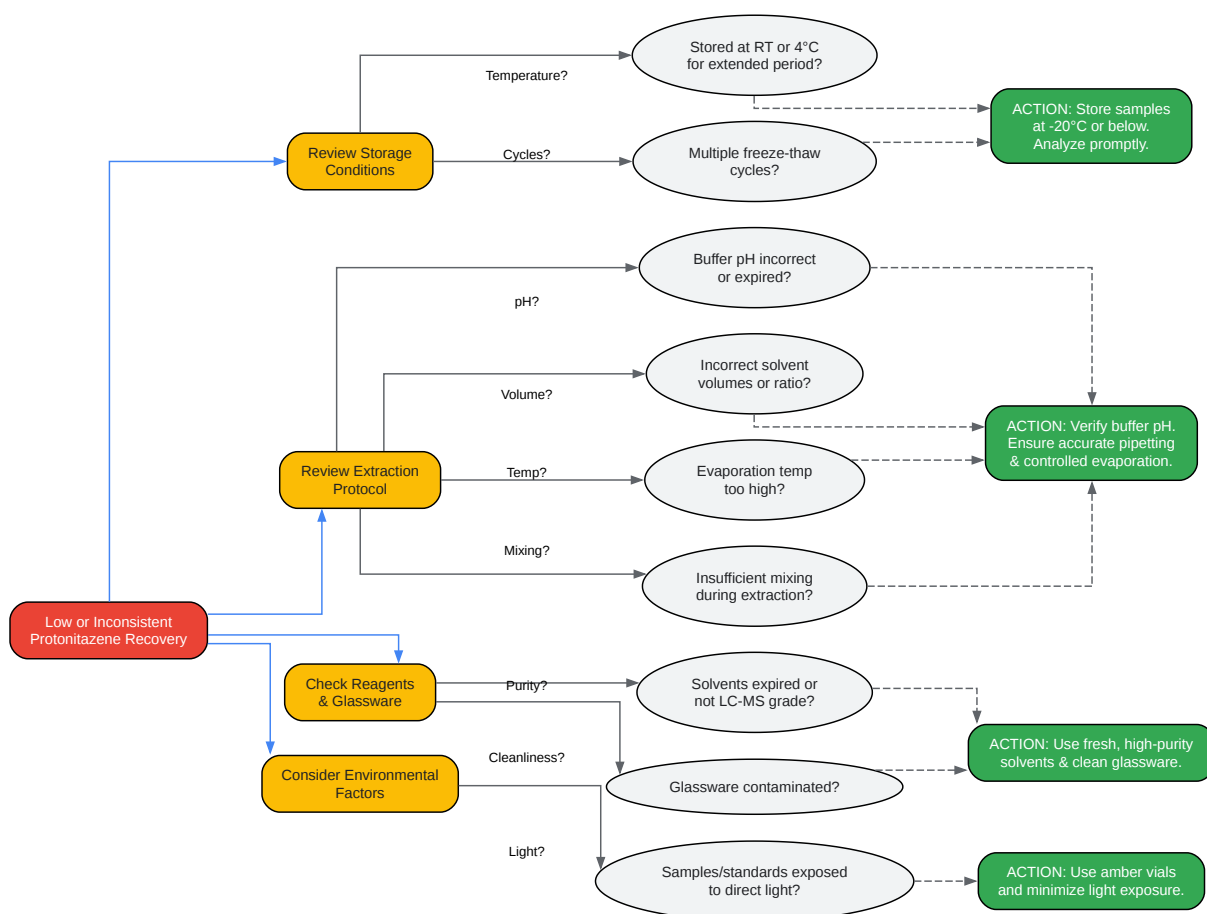 Stored at RT or 4°C
for extended period?
Temperature?
ACTION: Store samples
at -20°C or below.
Analyze promptly.
Review Storage
Conditions
Cycles?
Multiple freeze-thaw
cycles?
Buffer pH incorrect
or expired?
pH?
Incorrect solvent
volumes or ratio?
Volume?
ACTION: Verify buffer pH.
Ensure accurate pipetting
& controlled evaporation.
Review Extraction
Protocol
Temp?
Evaporation temp
too high?
Mixing?
Insufficient mixing
during extraction?
Low or Inconsistent
Protonitazene Recovery
Check Reagents
& Glassware
Purity?
Solvents expired or
not LC-MS grade?
ACTION: Use fresh, high-purity
solvents & clean glassware.
Cleanliness?
Consider Environmental
Factors
Glassware contaminated?
Light?
Samples/standards exposed
to direct light?
ACTION: Use amber vials
and minimize light exposure.